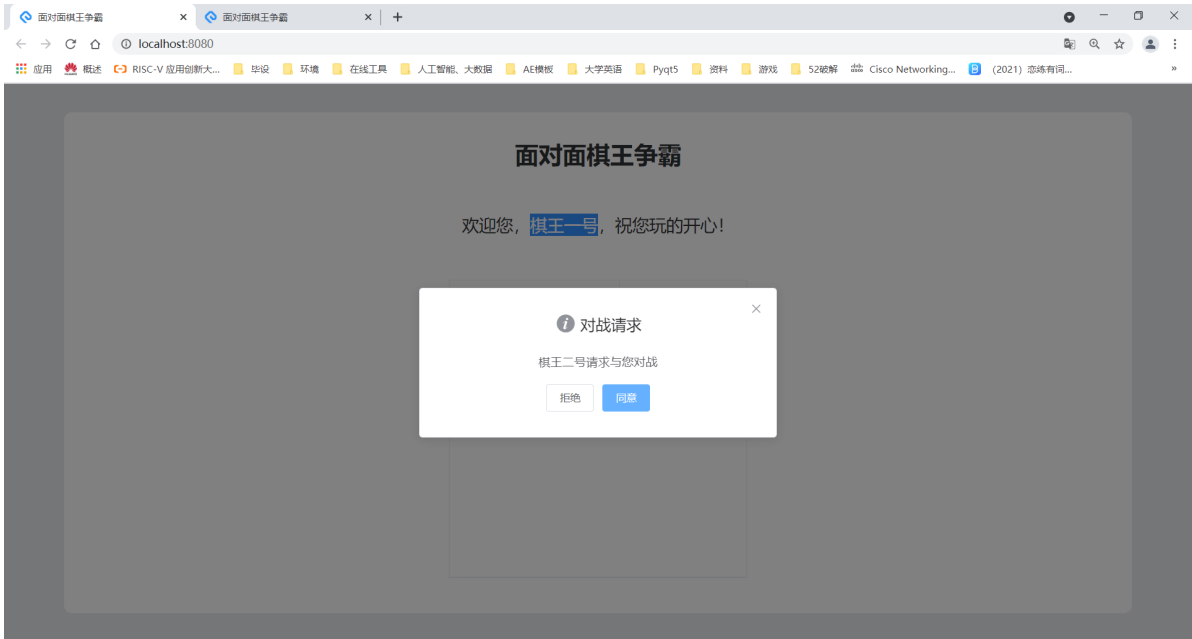 面对面棋王争霸 面对面棋王争霸
localhost:8080
应用 概述 RISC-V 应用创新大... 毕设 环境 在线工具 人工智能、大数据 AE模板 大学英语 Pyqt5 资料 游戏 52破解 Cisco Networking... (2021) 恋练有词... »
面对面棋王争霸
欢迎您，棋王一号，祝您玩的开心！
对战请求
棋王二号请求与您对战
拒绝 同意